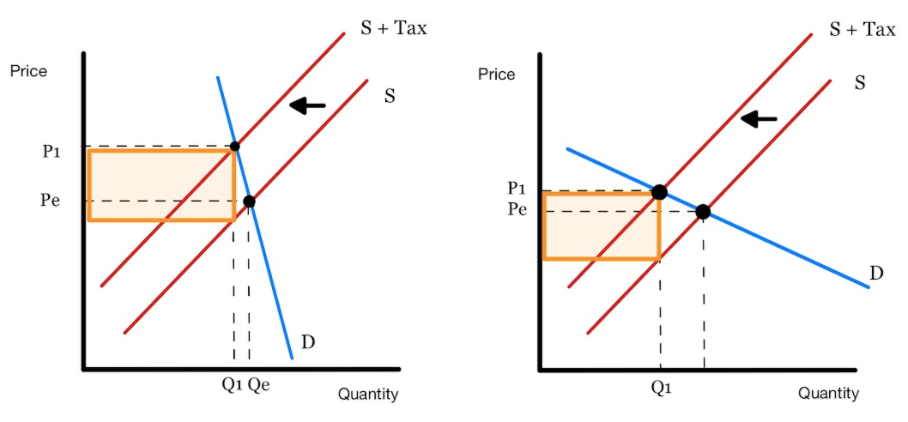 S + Tax
Price
S
P1
Pe
D
Q1 Qe
Quantity
S + Tax
Price
S
P1
Pe
D
Q1
Quantity